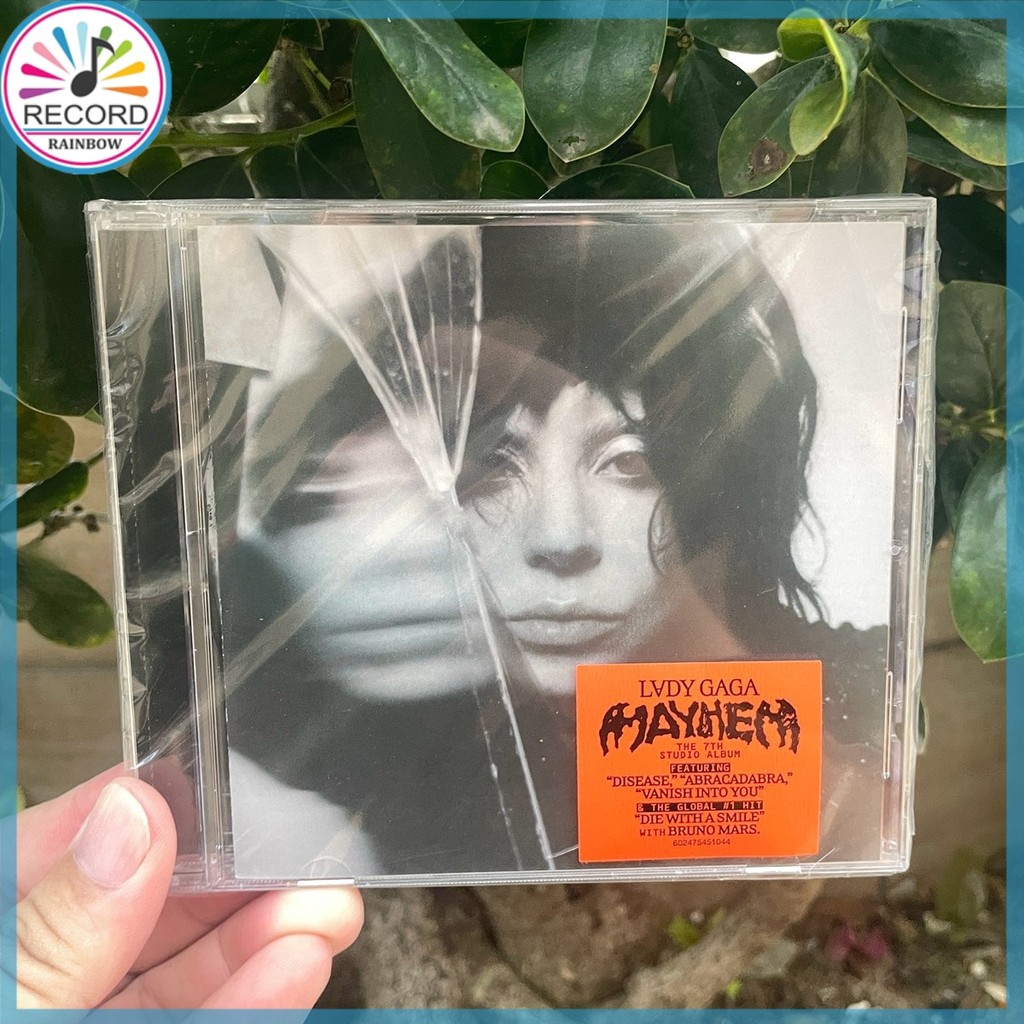 RECORD
RAINBOW
LVDY GAGA
MAYHEM
THE 7TH
STUDIO ALBUM
FEATURING
“DISEASE,” “ABRACADABRA,”
“VANISH INTO YOU”
& THE GLOBAL #1 HIT
“DIE WITH A SMILE”
WITH BRUNO MARS.
602475451044